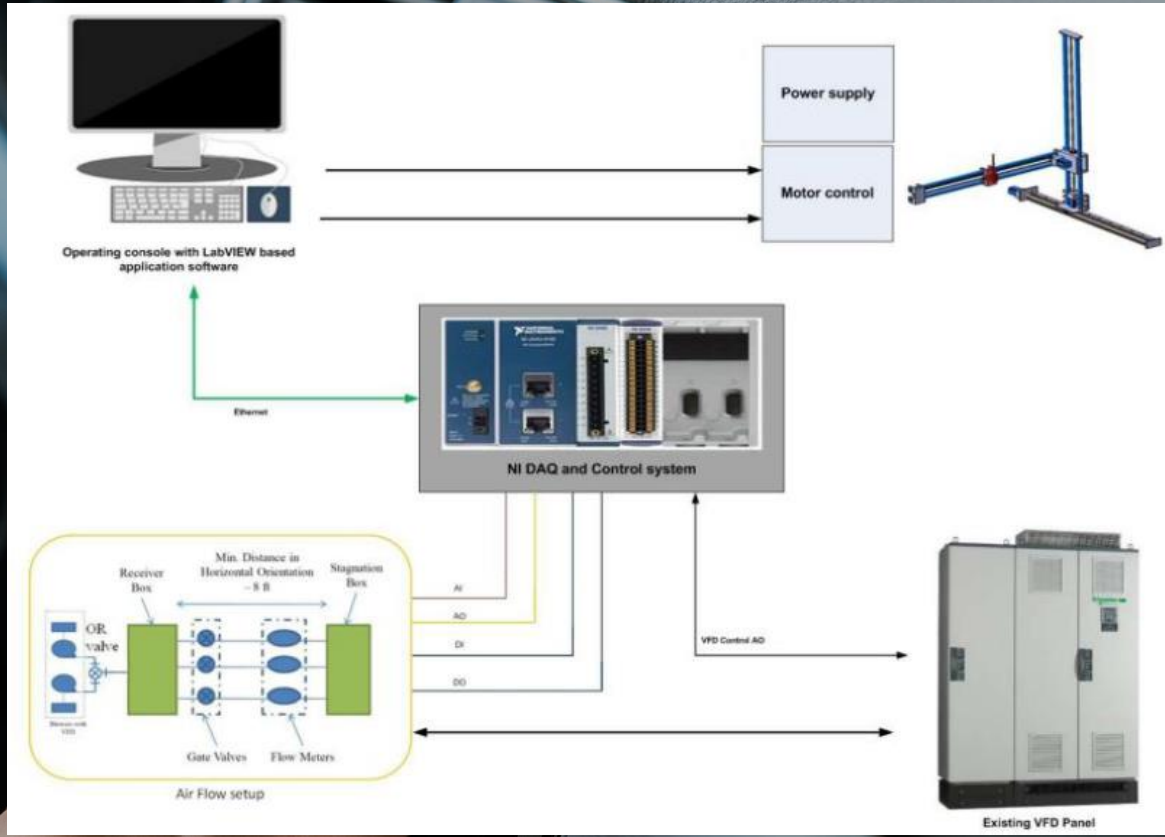 Power supply
Motor control
Operating console with LabVIEW based
application software
Ethernet
NI DAQ and Control system
Min. Distance in
Horizontal Orientation
~ 8 ft
Receiver
Box
Stagnation
Box
OR
valve
Gate Valves
Flow Meters
Air Flow setup
AI
AO
DI
DO
VFD Control AO
Existing VFD Panel